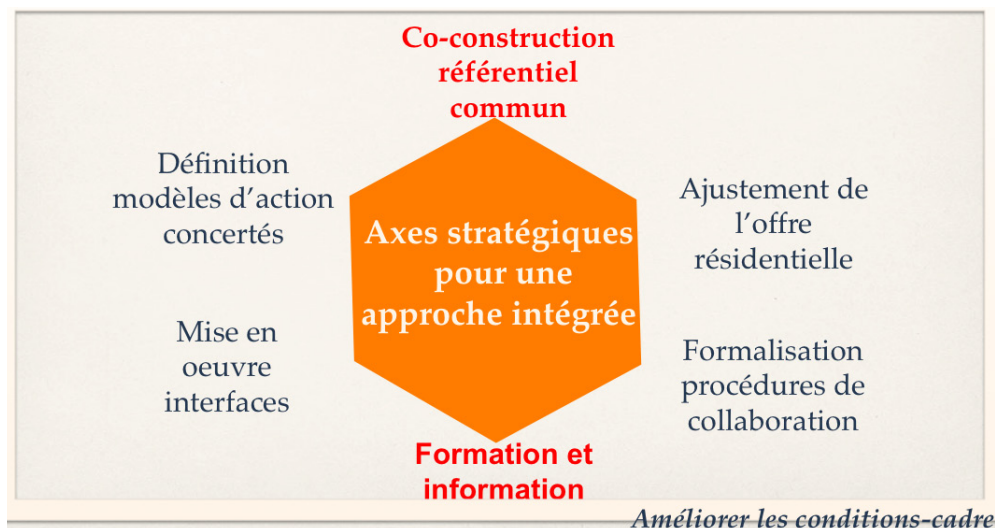 Co-construction
référentiel
commun
Définition
modèles d'action
concertés
Ajustement de
l'offre
résidentielle
Axes stratégiques
pour une
approche intégrée
Mise en
oeuvre
interfaces
Formalisation
procédures de
collaboration
Formation et
information
Améliorer les conditions-cadre